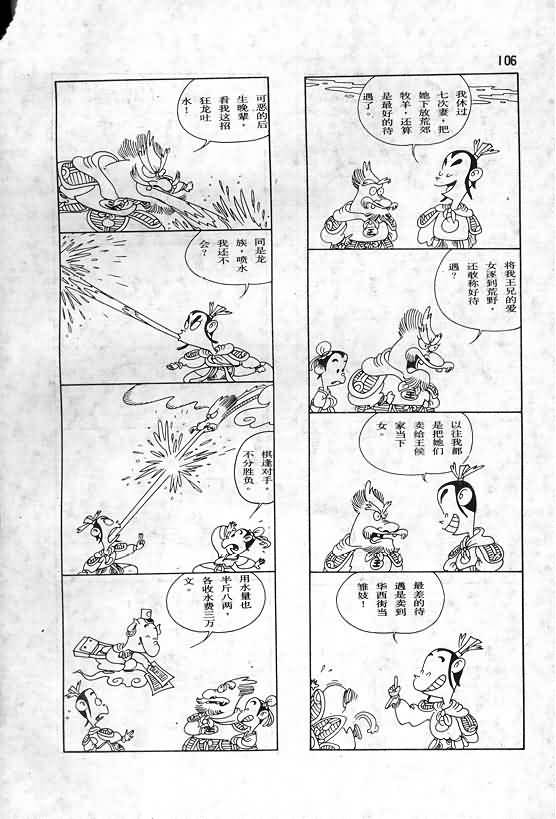 106
我休过
七次妻，把
她下放荒郊
牧羊，还算
是最好的待
遇了。
将我王兄的爱
女逐到荒野，
还敢称好待
遇？
以往我都
是把她们
卖给王候
家当下
女。
最差的待
遇是卖到
华西街当
雏妓！
可恶的后
生晚辈，
看我这招
狂龙吐
水！
同是龙
族，喷水
我还不
会？
棋逢对手。
不分胜负。
用水量也
半斤八两，
各收水费三万
文。